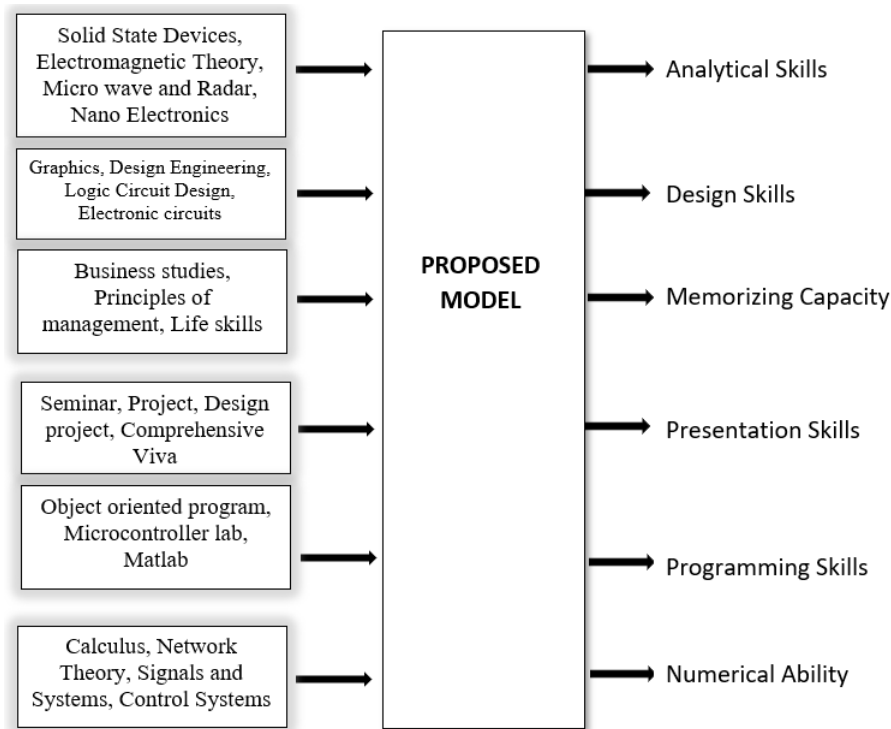 Solid State Devices,
Electromagnetic Theory,
Micro wave and Radar,
Nano Electronics
Graphics, Design Engineering,
Logic Circuit Design,
Electronic circuits
Business studies,
Principles of
management, Life skills
Seminar, Project, Design
project, Comprehensive
Viva
Object oriented program,
Microcontroller lab,
Matlab
Calculus, Network
Theory, Signals and
Systems, Control Systems
PROPOSED
MODEL
Analytical Skills
Design Skills
Memorizing Capacity
Presentation Skills
Programming Skills
Numerical Ability